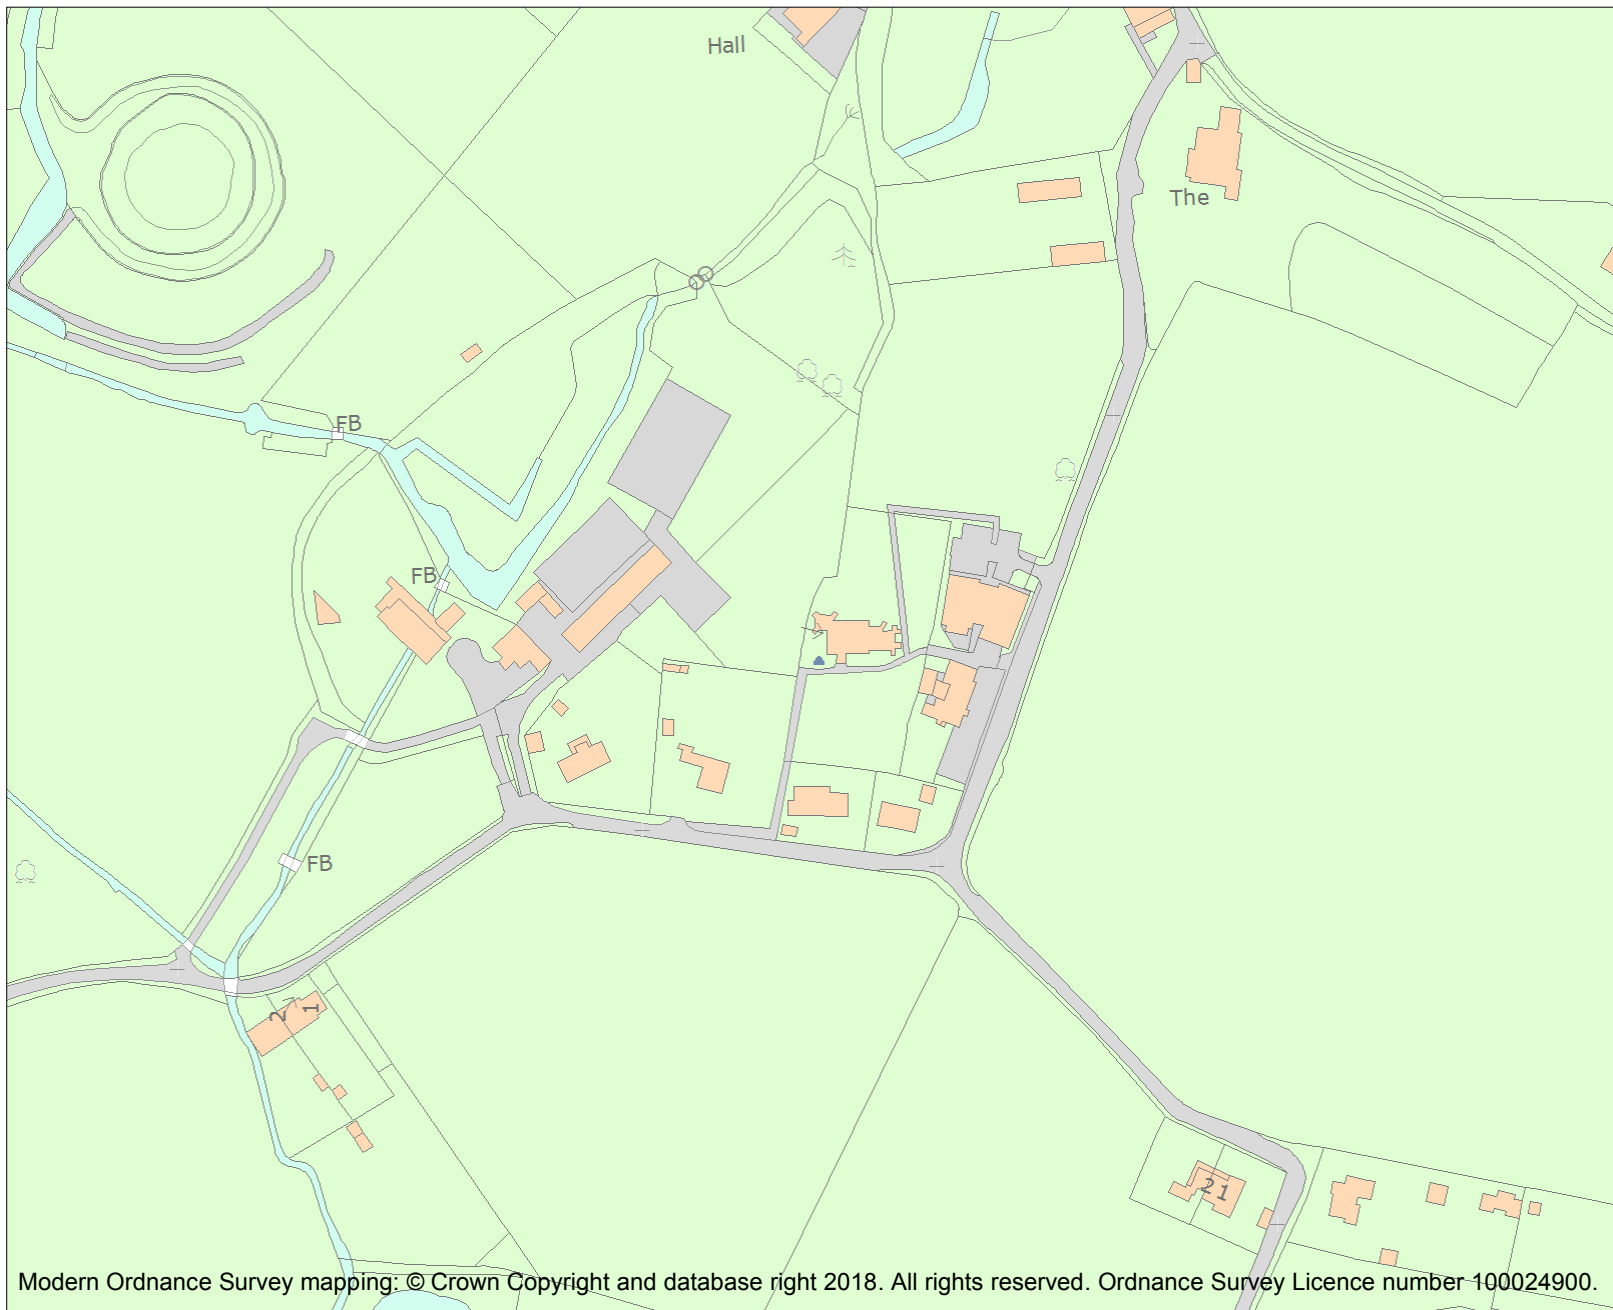 Hall
The
FB
FB
FB
2 1
21
Modern Ordnance Survey mapping: © Crown Copyright and database right 2018. All rights reserved. Ordnance Survey Licence number 100024900.